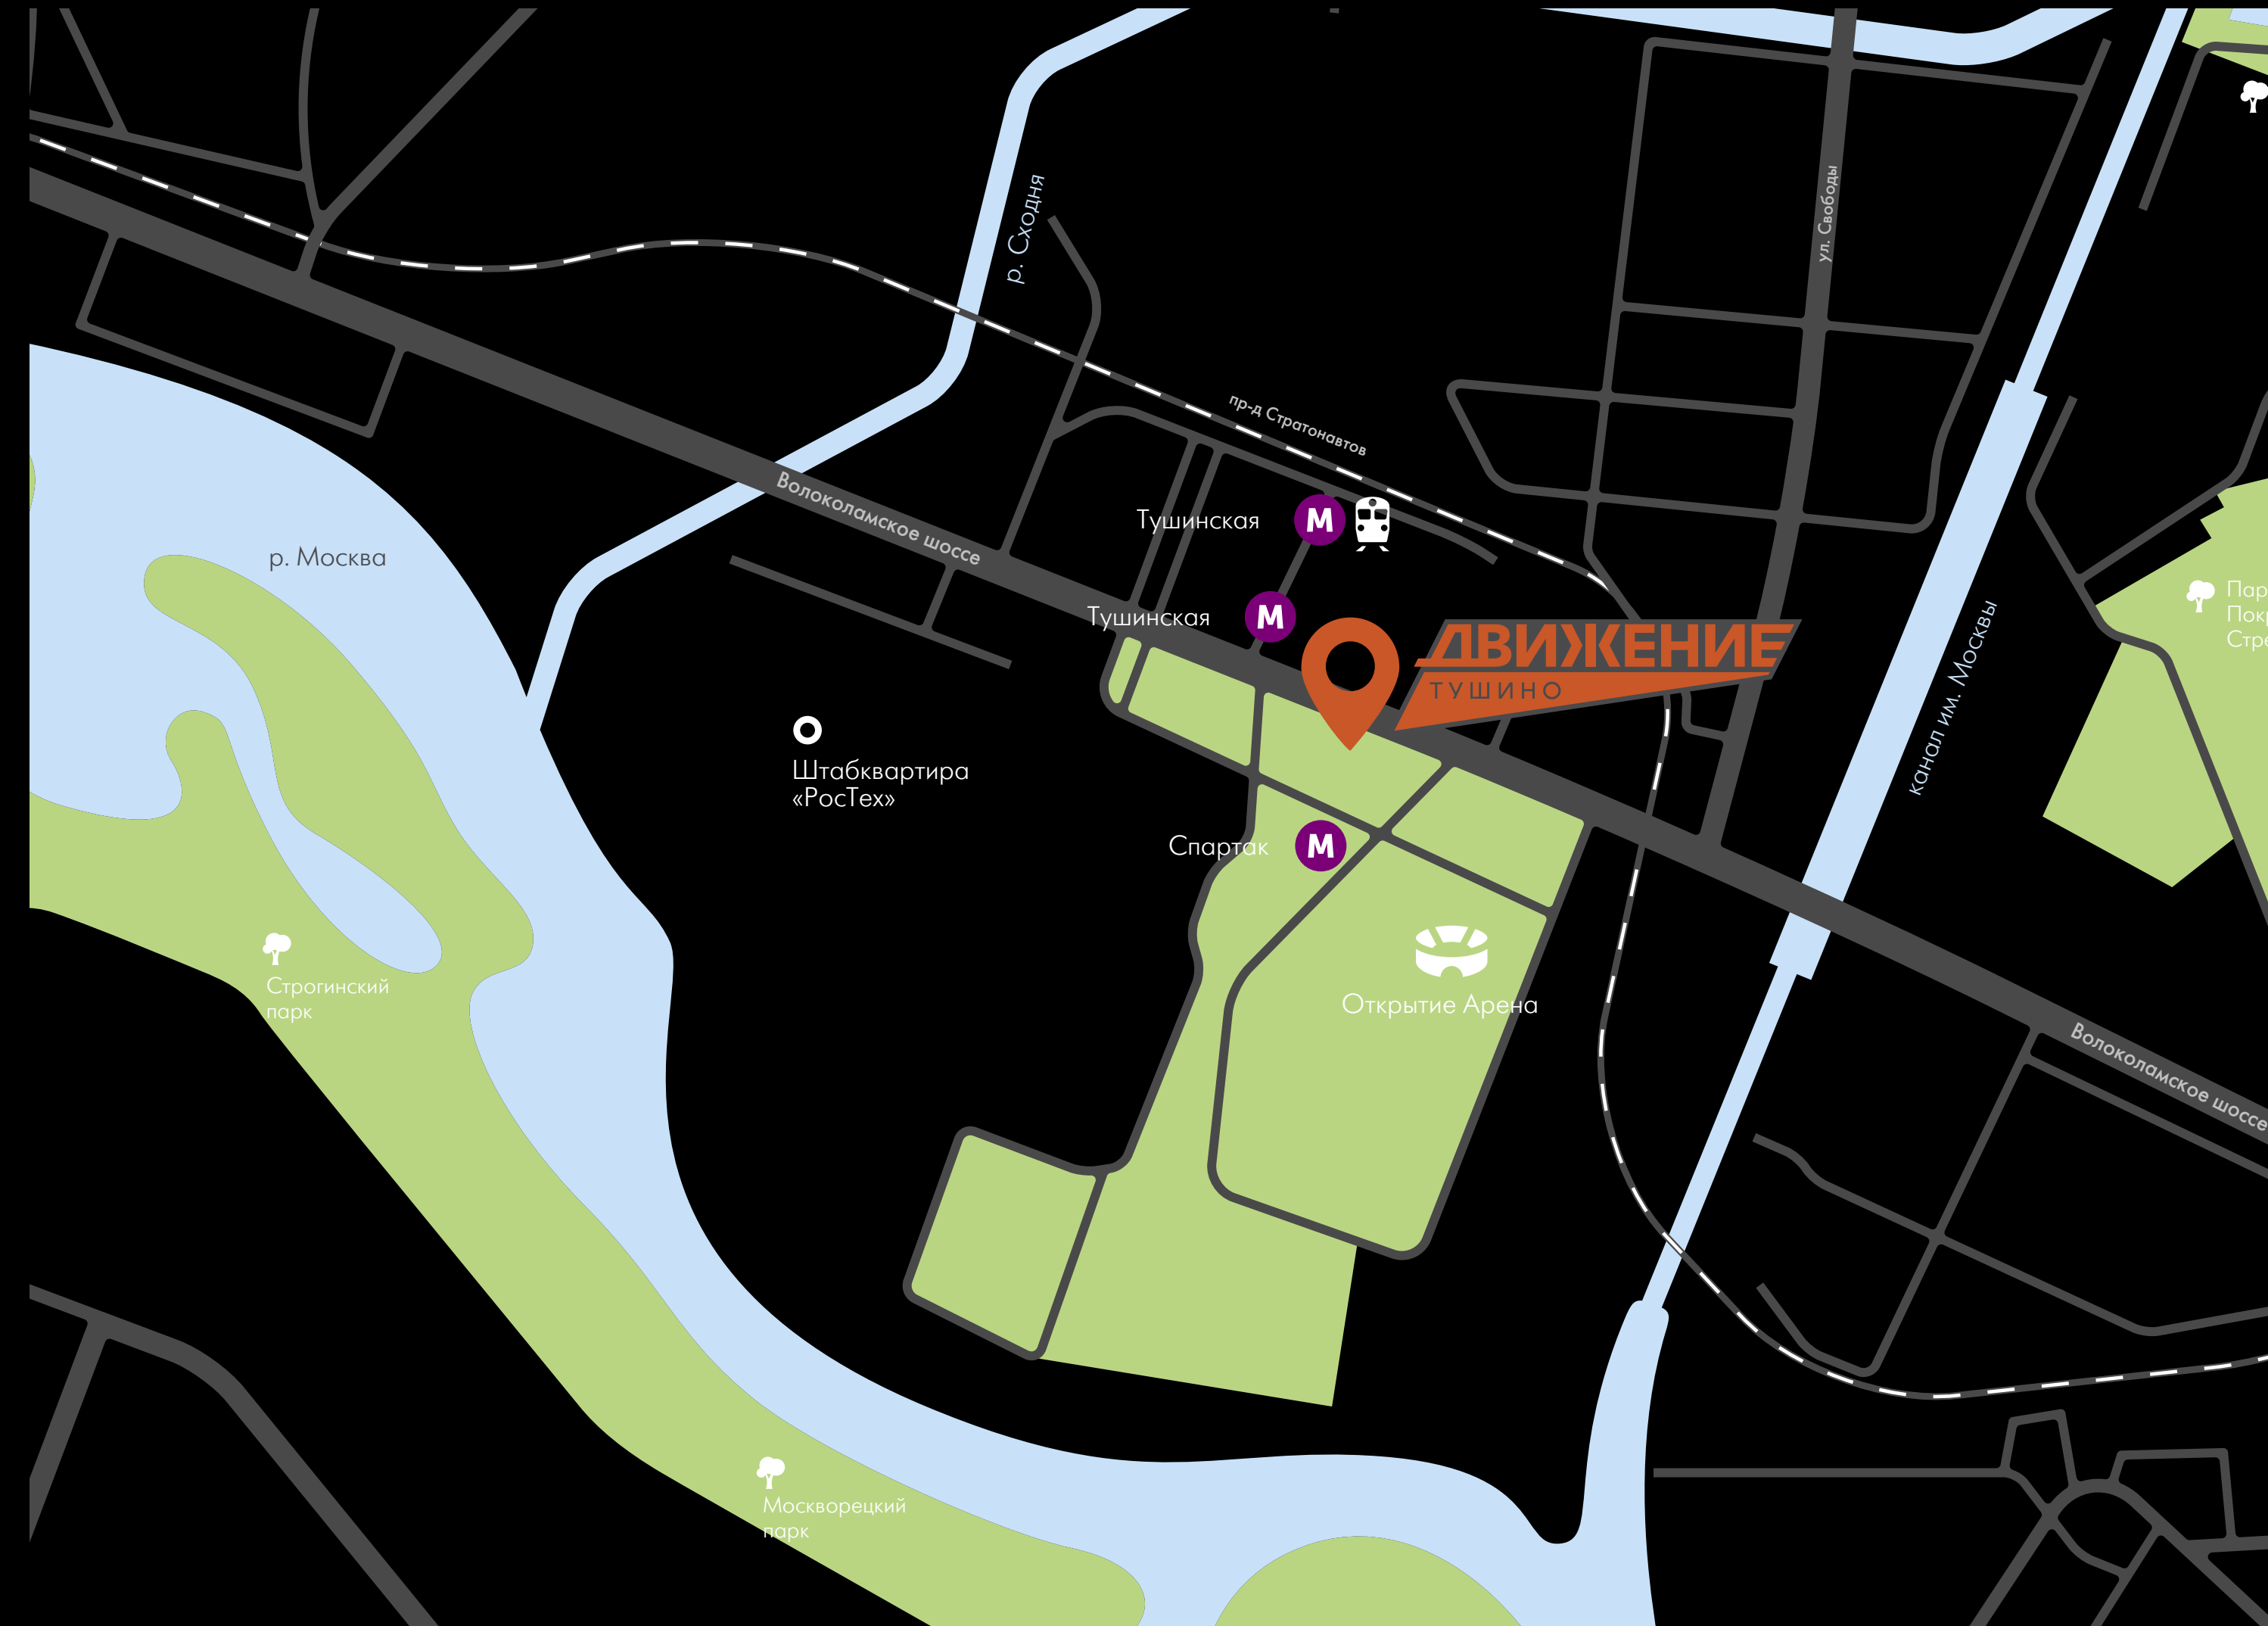 р. Сходня
ул. Свободы
пр-д Стратонавтов
Волоколамское шоссе
Тушинская
M
р. Москва
Тушинская
M
ДВИЖЕНИЕ
ТУШИНО
канал им. Москвы
Штабквартира
«РосТех»
Спартак
M
Строгинский
парк
Открытие Арена
Волоколамское шоссе
Москворецкий
парк